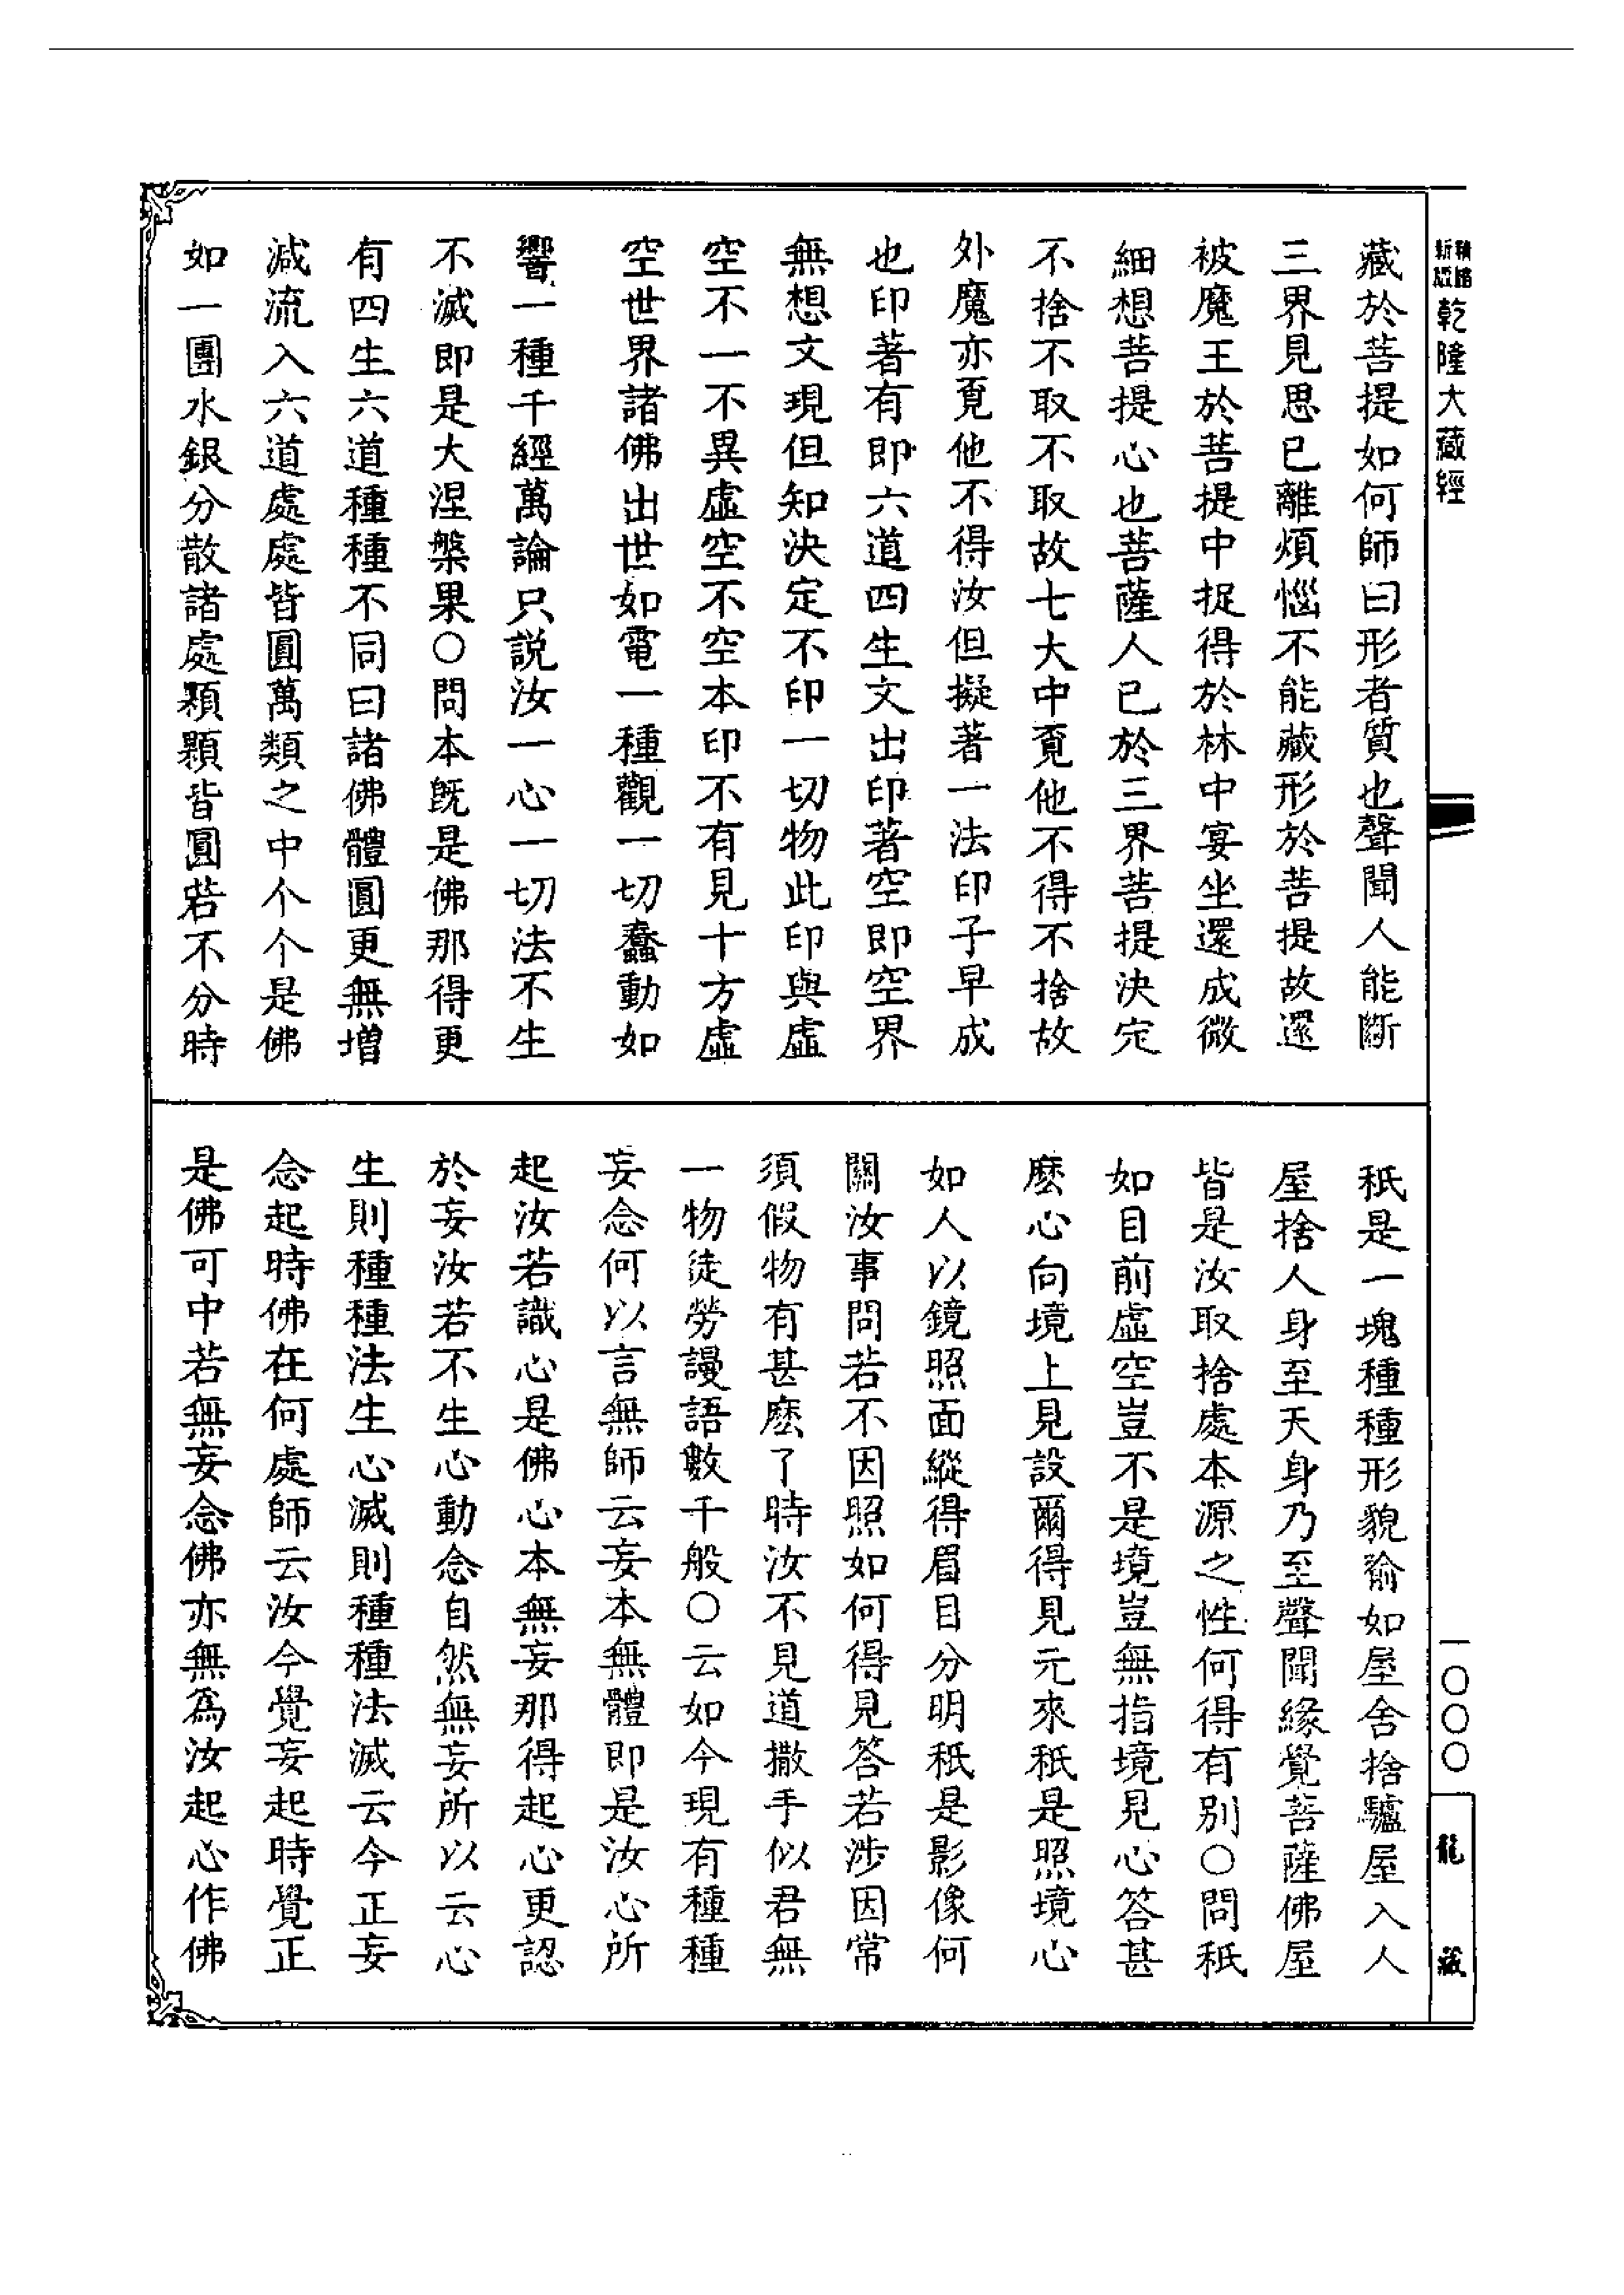 乾隆大藏經
藏於菩提如何師曰形者質也聲聞人能斷
三界見思已離煩惱不能藏形於菩提故還
被魔王於菩提中捉得於林中宴坐還成微
細想菩提心也菩薩人已於三界菩提決定
不捨不取不取故七大中覓他不得不捨故
外魔亦覓他不得汝但擬著一法印子早成
也印著有即六道四生文出印著空即空界
無想文現但知決定不印一切物此印與虛
空不一不異虛空不空本印不有見十方虛
空世界諸佛出世如電一種觀一切蠢動如
響一種千經萬論只說汝一心一切法不生
不滅即是大涅槃果○問本既是佛那得更
有四生六道種種不同曰諸佛體圓更無增
減流入六道處處皆圓萬類之中个个是佛
如一團水銀分散諸處顆顆皆圓若不分時
秖是一塊種種形貌喻如屋舍捨驢屋入人
屋捨人身至天身乃至聲聞緣覺菩薩佛屋
皆是汝取捨處本源之性何得有別○問秖
如目前虛空豈不是境豈無指境見心答甚
麼心向境上見設爾得見元來秖是照境心
如人以鏡照面縱得眉目分明秖是影像何
關汝事問若不因照如何得見答若涉因常
須假物有甚麼了時汝不見道撒手似君無
一物徒勞謾語數千般○云如今現有種種
妄念何以言無師云妄本無體即是汝心所
起汝若識心是佛心本無妄那得起心更認
於妄汝若不生心動念自然無妄所以云心
生則種種法生心滅則種種法滅云今正妄
念起時佛在何處師云汝今覺妄起時覺正
是佛可中若無妄念佛亦無為汝起心作佛
一○○○
龍藏